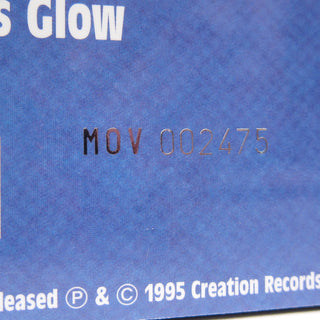 s Glow
MOV 002475
leased ℗ & © 1995 Creation Records